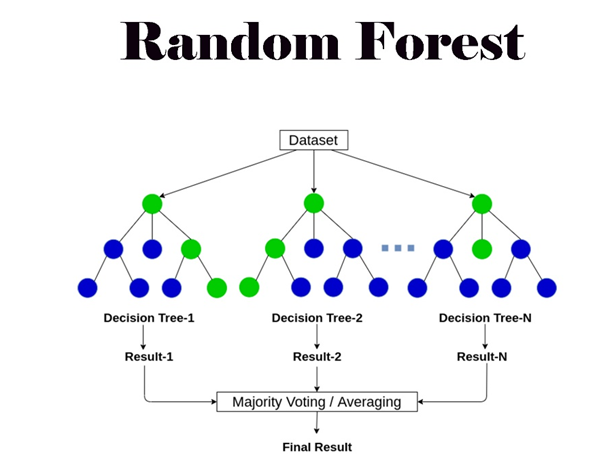 Random Forest
Dataset
Decision Tree-1
Decision Tree-2
Decision Tree-N
Result-1
Result-2
Result-N
Majority Voting / Averaging
Final Result